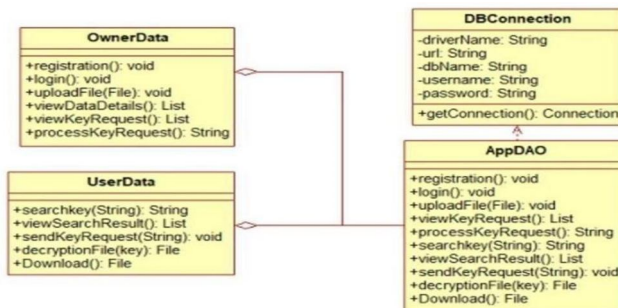 OwnerData
+registration(): void
+login(): void
+uploadFile(File): void
+viewDataDetails(): List
+viewKeyRequest(): List
+processKeyRequest(): String
UserData
+searchkey(String): String
+viewSearchResult(): List
+sendKeyRequest(String): void
+decryptionFile(key): File
+Download(): File
DBConnection
-driverName: String
-url: String
-dbName: String
-username: String
-password: String
+getConnection(): Connection
AppDAO
+registration(): void
+login(): void
+uploadFile(File): void
+viewKeyRequest(): List
+processKeyRequest(): String
+searchkey(String): String
+viewSearchResult(): List
+sendKeyRequest(String): void
+decryptionFile(key): File
+Download(): File